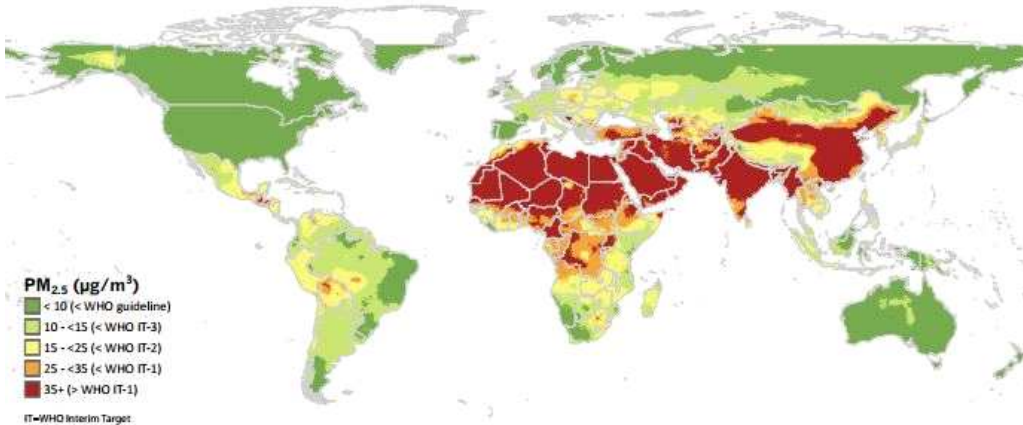 PM2.5 (µg/m³)
< 10 (< WHO guideline)
10 - <15 (< WHO IT-3)
15 - <25 (< WHO IT-2)
25 - <35 (< WHO IT-1)
35+ (> WHO IT-1)
IT=WHO Interim Target